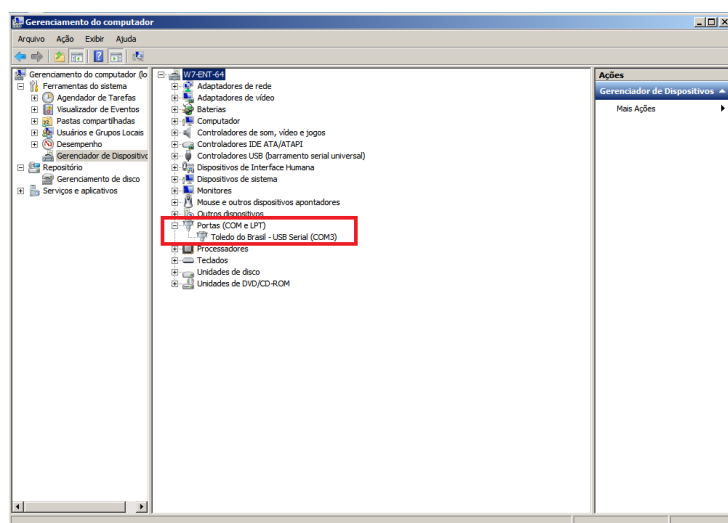 Gerenciamento do computador
Arquivo Ação Exibir Ajuda
Gerenciamento do computador (lo
Ferramentas do sistema
Agendador de Tarefas
Visualizador de Eventos
Pastas compartilhadas
Usuários e Grupos Locais
Desempenho
Gerenciador de Dispositivo
Repositório
Gerenciamento de disco
Serviços e aplicativos
W7-ENT-64
Adaptadores de rede
Adaptadores de vídeo
Baterias
Computador
Controladores de som, vídeo e jogos
Controladores IDE ATA/ATAPI
Controladores USB (barramento serial universal)
Dispositivos de Interface Humana
Dispositivos de sistema
Monitores
Mouse e outros dispositivos apontadores
Outros dispositivos
Portas (COM e LPT)
Toledo do Brasil - USB Serial (COM3)
Processadores
Teclados
Unidades de disco
Unidades de DVD/CD-ROM
Ações
Gerenciador de Dispositivos
Mais Ações